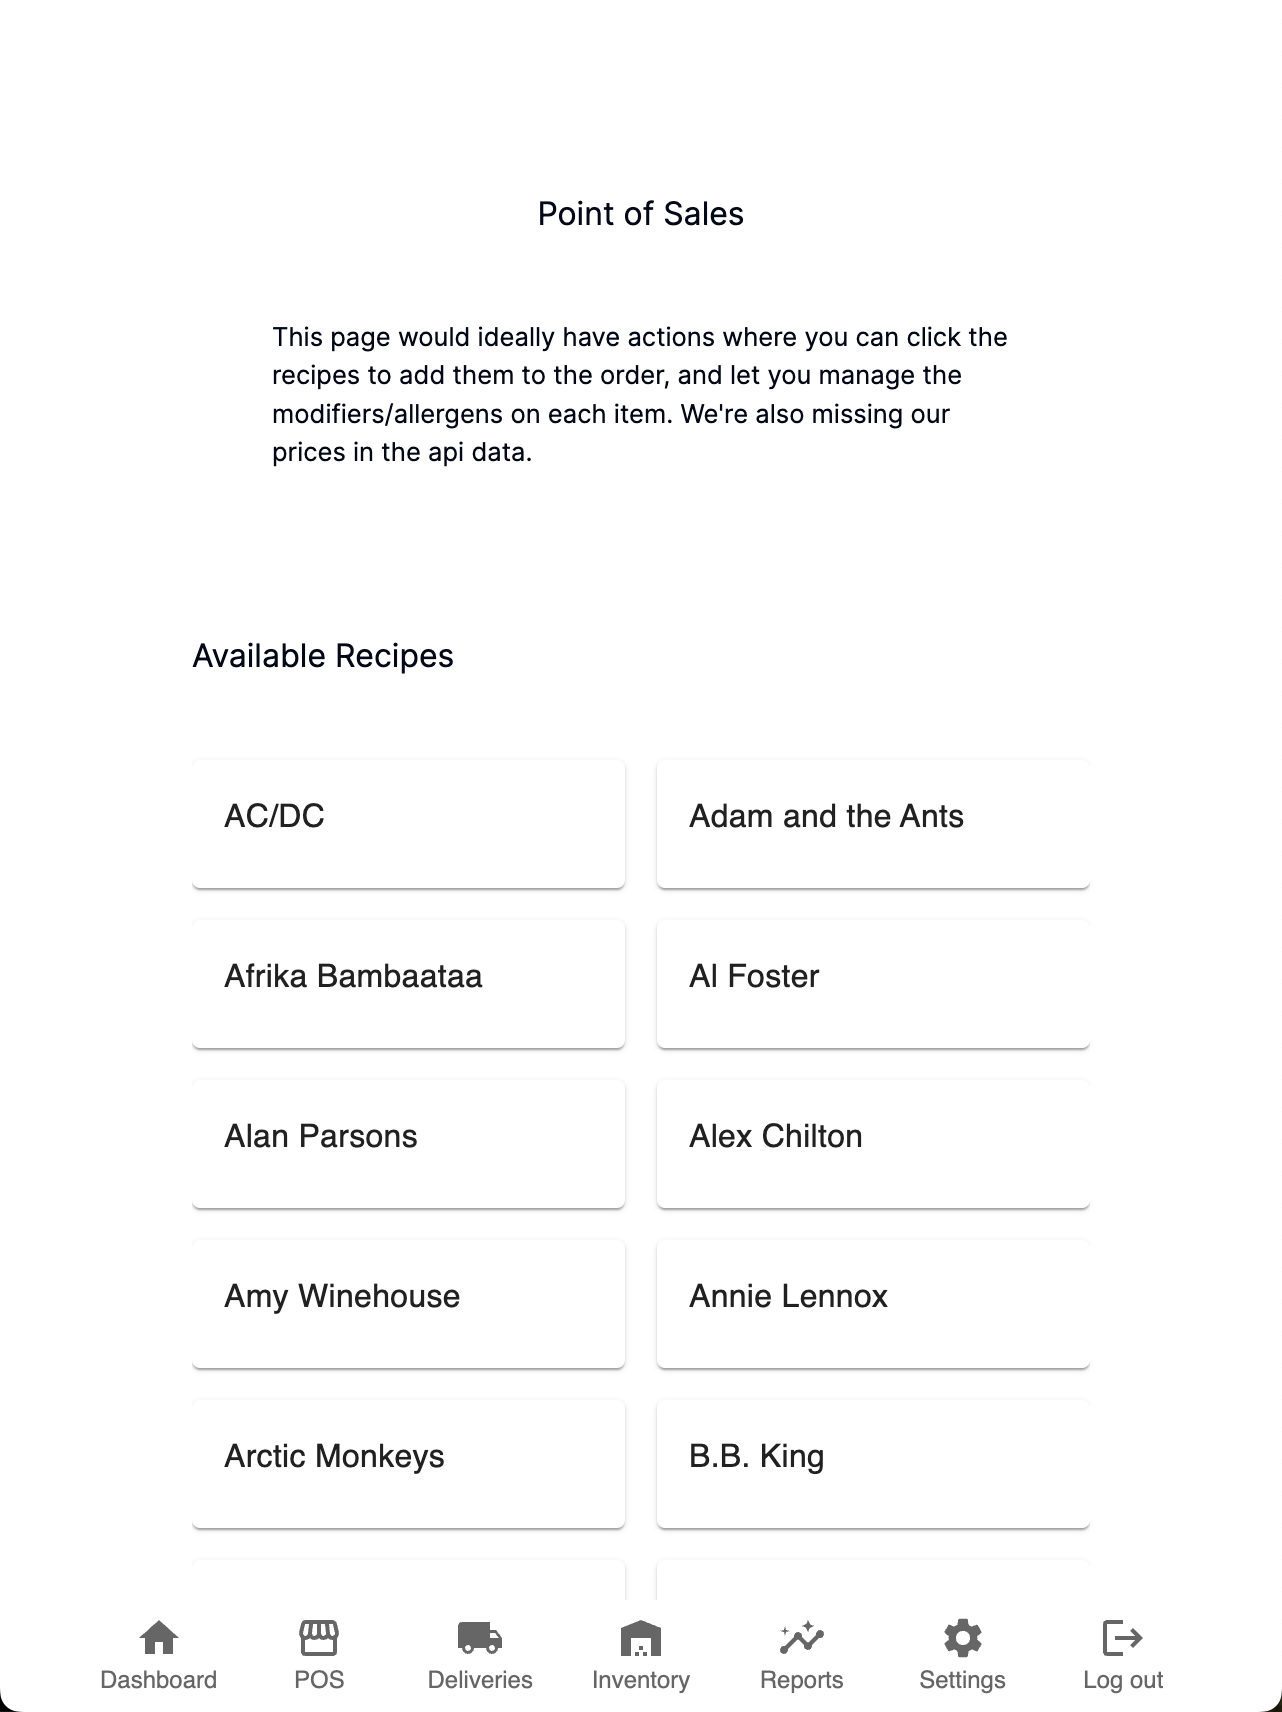 Point of Sales
This page would ideally have actions where you can click the
recipes to add them to the order, and let you manage the
modifiers/allergens on each item. We're also missing our
prices in the api data.
Available Recipes
AC/DC
Adam and the Ants
Afrika Bambaataa
Al Foster
Alan Parsons
Alex Chilton
Amy Winehouse
Annie Lennox
Arctic Monkeys
B.B. King
Dashboard
POS
Deliveries
Inventory
Reports
Settings
Log out